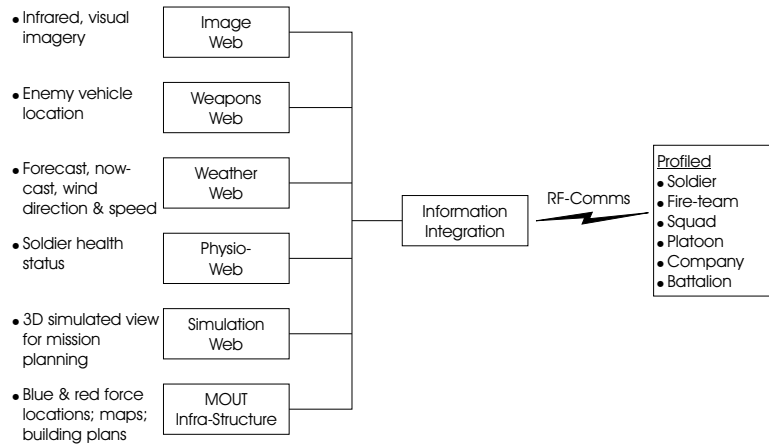 • Infrared, visual
imagery
Image
Web
• Enemy vehicle
location
Weapons
Web
• Forecast, now-
cast, wind
direction & speed
Weather
Web
• Soldier health
status
Physio-
Web
• 3D simulated view
for mission
planning
Simulation
Web
• Blue & red force
locations; maps;
building plans
MOUT
Infra-Structure
Information
Integration
RF-Comms
Profiled
• Soldier
• Fire-team
• Squad
• Platoon
• Company
• Battalion